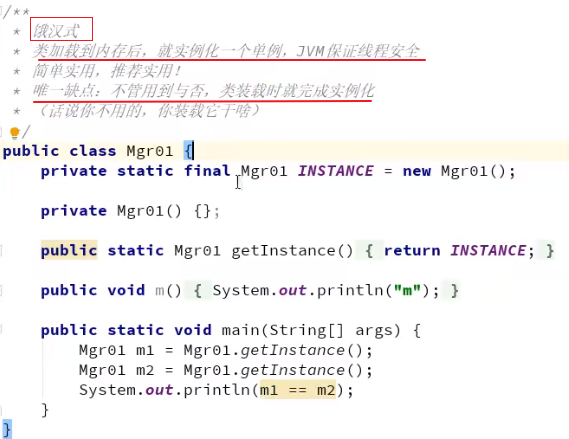 /**
 * 饿汉式
 * 类加载到内存后，就实例化一个单例，JVM保证线程安全
 * 简单实用，推荐实用！
 * 唯一缺点：不管用到与否，类装载时就完成实例化
 * （话说你不用的，你装载它干啥）
 */
public class Mgr01 {
    private static final Mgr01 INSTANCE = new Mgr01();
    private Mgr01() {};
    public static Mgr01 getInstance() { return INSTANCE; }
    public void m() { System.out.println("m"); }
    public static void main(String[] args) {
        Mgr01 m1 = Mgr01.getInstance();
        Mgr01 m2 = Mgr01.getInstance();
        System.out.println(m1 == m2);
    }
}